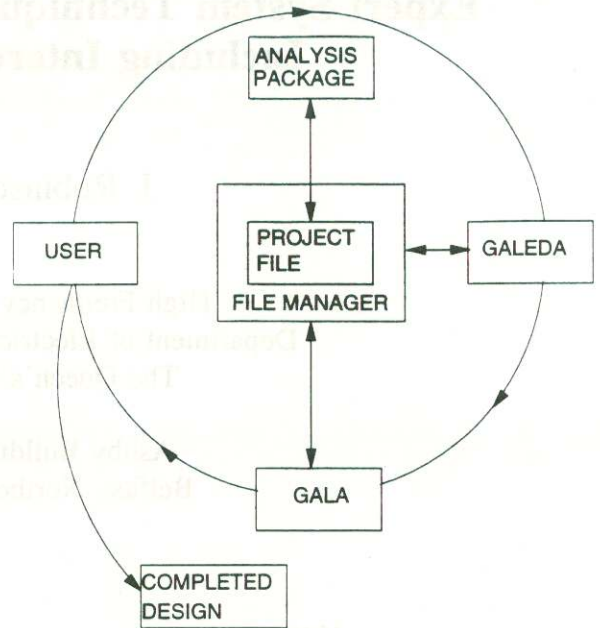 ANALYSIS
PACKAGE
USER
PROJECT
FILE
FILE MANAGER
GALEDA
GALA
COMPLETED
DESIGN